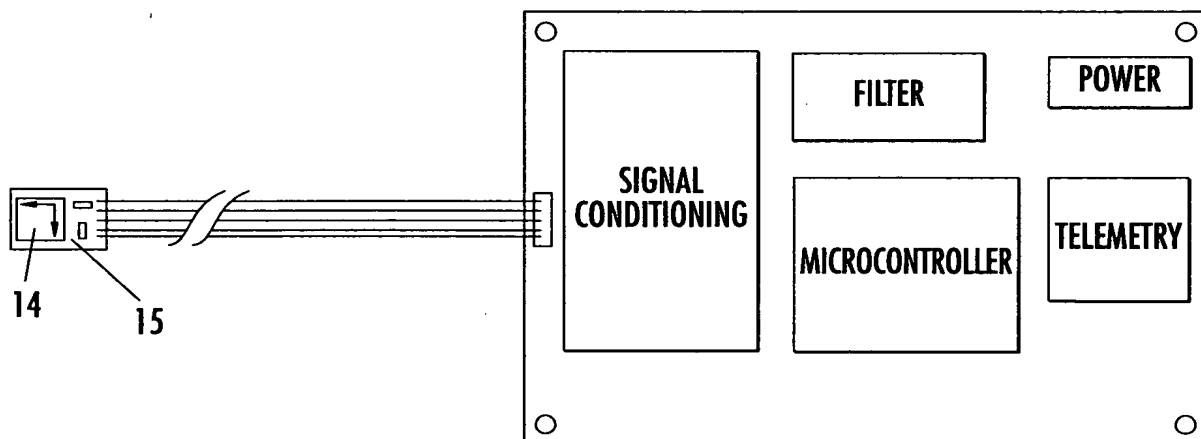 FILTER
POWER
SIGNAL
CONDITIONING
MICROCONTROLLER
TELEMETRY
14
15